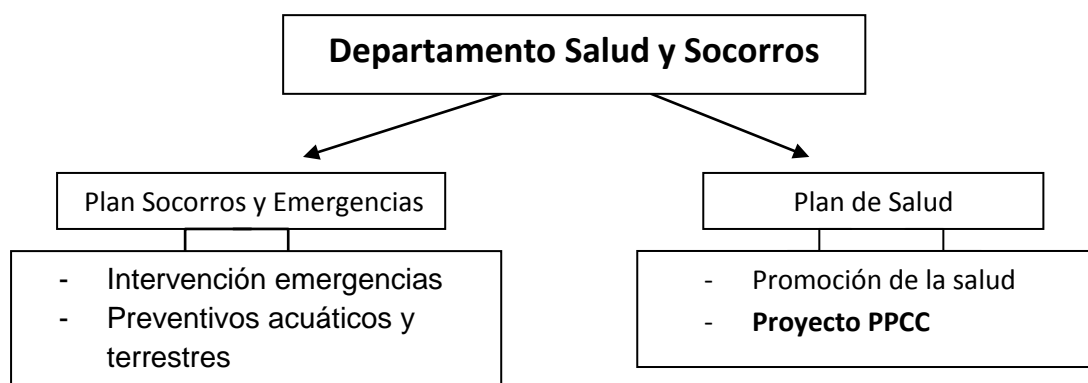 Departamento Salud y Socorros
Plan Socorros y Emergencias
Plan de Salud
- Intervención emergencias
- Preventivos acuáticos y
terrestres
- Promoción de la salud
- Proyecto PPCC